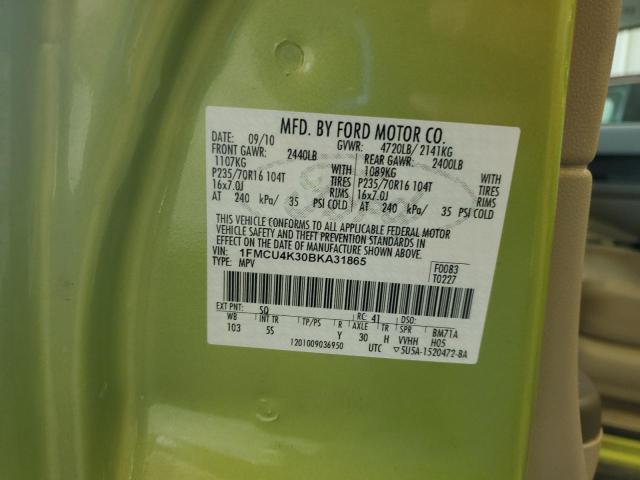 MFD. BY FORD MOTOR CO.
DATE: 09/10 GVWR: 4720LB/ 2141KG
FRONT GAWR: 2440LB REAR GAWR: 2400LB
1107KG 1089KG
P235/70R16 104T TIRES P235/70R16 104T TIRES
16x7.0J RIMS 16x7.0J RIMS
AT 240 kPa/ 35 PSI COLD AT 240 kPa/ 35 PSI COLD
THIS VEHICLE CONFORMS TO ALL APPLICABLE FEDERAL MOTOR
VEHICLE SAFETY AND THEFT PREVENTION STANDARDS IN
EFFECT ON THE DATE OF MANUFACTURE SHOWN ABOVE.
VIN: 1FMCU4K30BKA31865 F0083
TYPE: MPV T0227
EXT PNT: SQ RC: 41 DSO:
WB INT TR TP/PS R AXLE TR SPR BM71A
103 5S Y 30 H VVHH H05
1201009036950 UTC ▽5U5A-1520472-BA